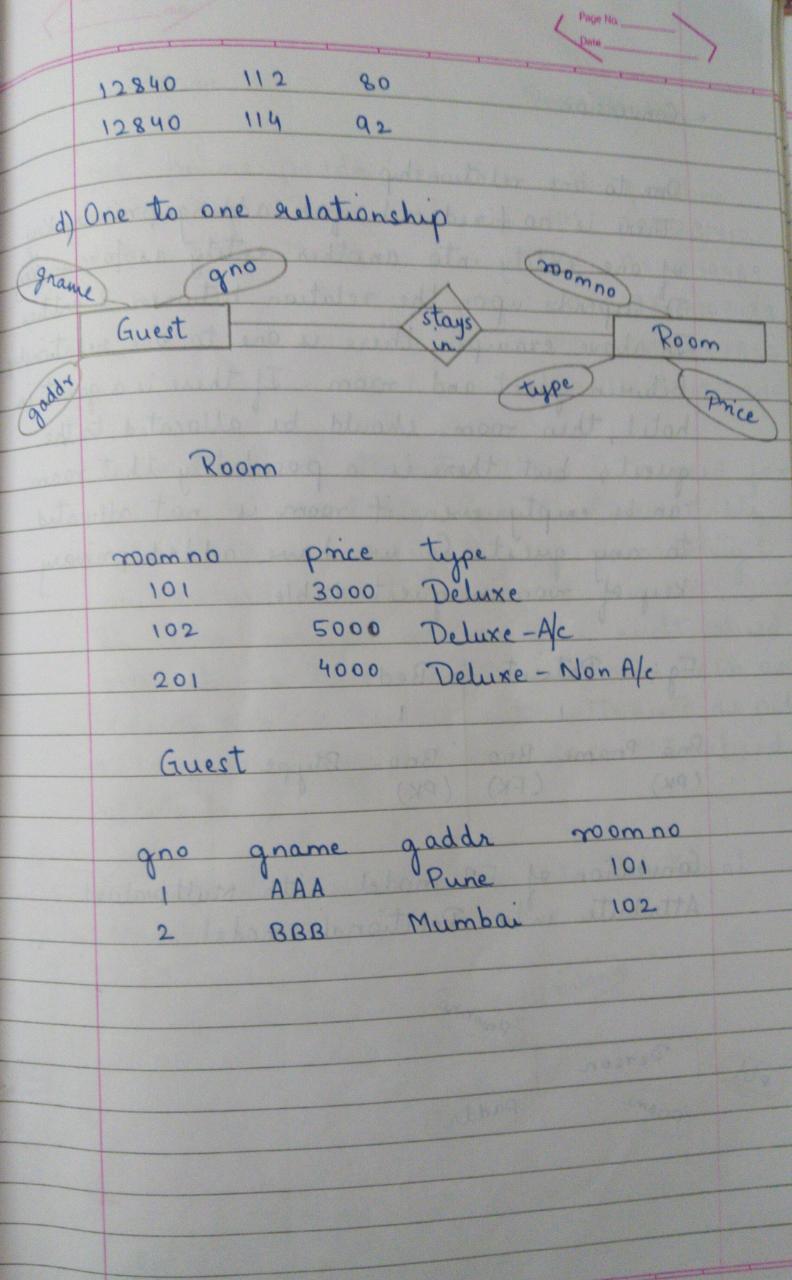 Page No.
Date
12840 112 80
12840 114 92
d) One to one relationship
gname gno roomno
Guest stays in Room
gaddr type Price
Room
roomno price type
101 3000 Deluxe
102 5000 Deluxe -A/c
201 4000 Deluxe - Non A/c
Guest
gno gname gaddr roomno
1 AAA Pune 101
2 BBB Mumbai 102